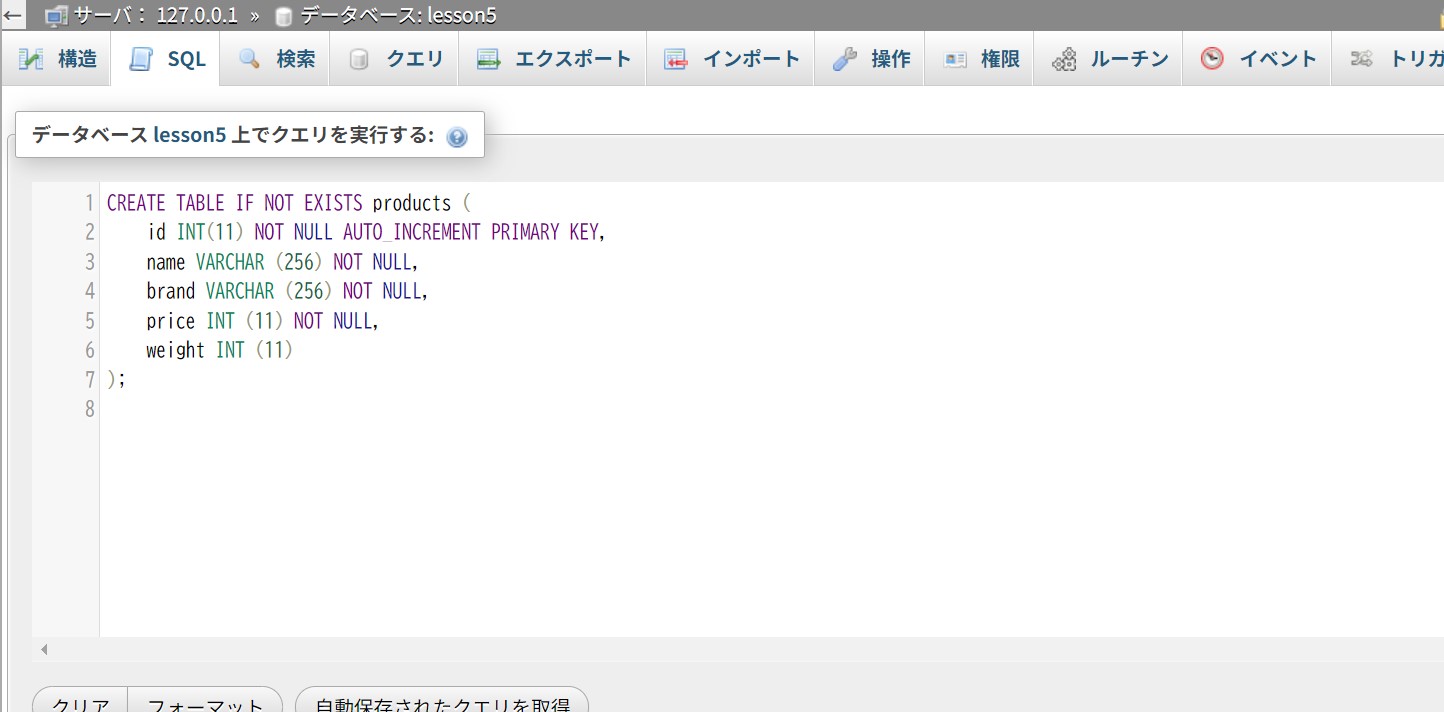 サーバ： 127.0.0.1 » データベース: lesson5
構造 SQL 検索 クエリ エクスポート インポート 操作 権限 ルーチン イベント トリガ
データベース lesson5 上でクエリを実行する:
1 CREATE TABLE IF NOT EXISTS products (
2 id INT(11) NOT NULL AUTO_INCREMENT PRIMARY KEY,
3 name VARCHAR (256) NOT NULL,
4 brand VARCHAR (256) NOT NULL,
5 price INT (11) NOT NULL,
6 weight INT (11)
7 );
8
クリア フォーマット 自動保存されたクエリを取得